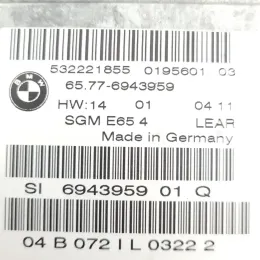 BMW
532221855 0195601 03
65.77-6943959
HW:14 01 04 11
SGM E65 4 LEAR
Made in Germany
SI 6943959 01 Q
04 B 072 I L 0322 2